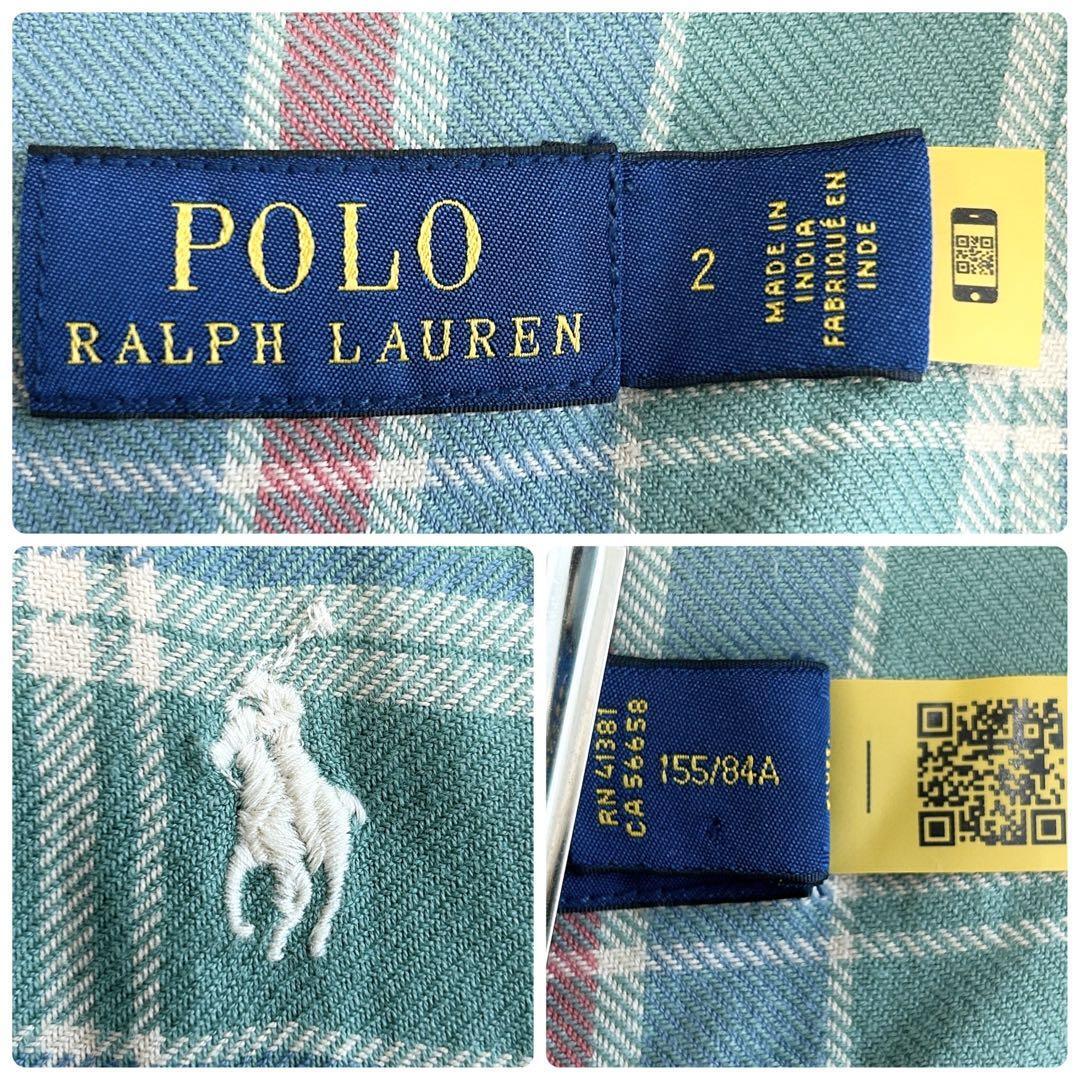 POLO
RALPH LAUREN
2
MADE IN
INDIA
FABRIQUÉ EN
INDE
RN 41381
CA 56658
155/84A